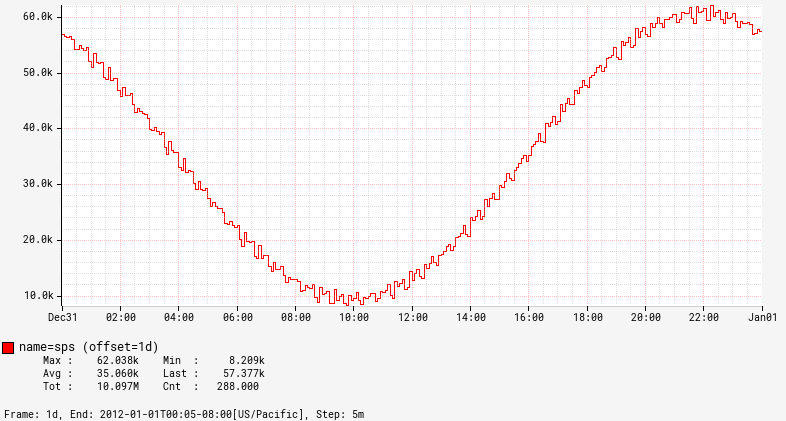 60.0k
50.0k
40.0k
30.0k
20.0k
10.0k
Dec31 02:00 04:00 06:00 08:00 10:00 12:00 14:00 16:00 18:00 20:00 22:00 Jan01
name=sps (offset=1d)
Max : 62.038k Min : 8.209k
Avg : 35.060k Last : 57.377k
Tot : 10.097M Cnt : 288.000
Frame: 1d, End: 2012-01-01T00:05-08:00[US/Pacific], Step: 5m